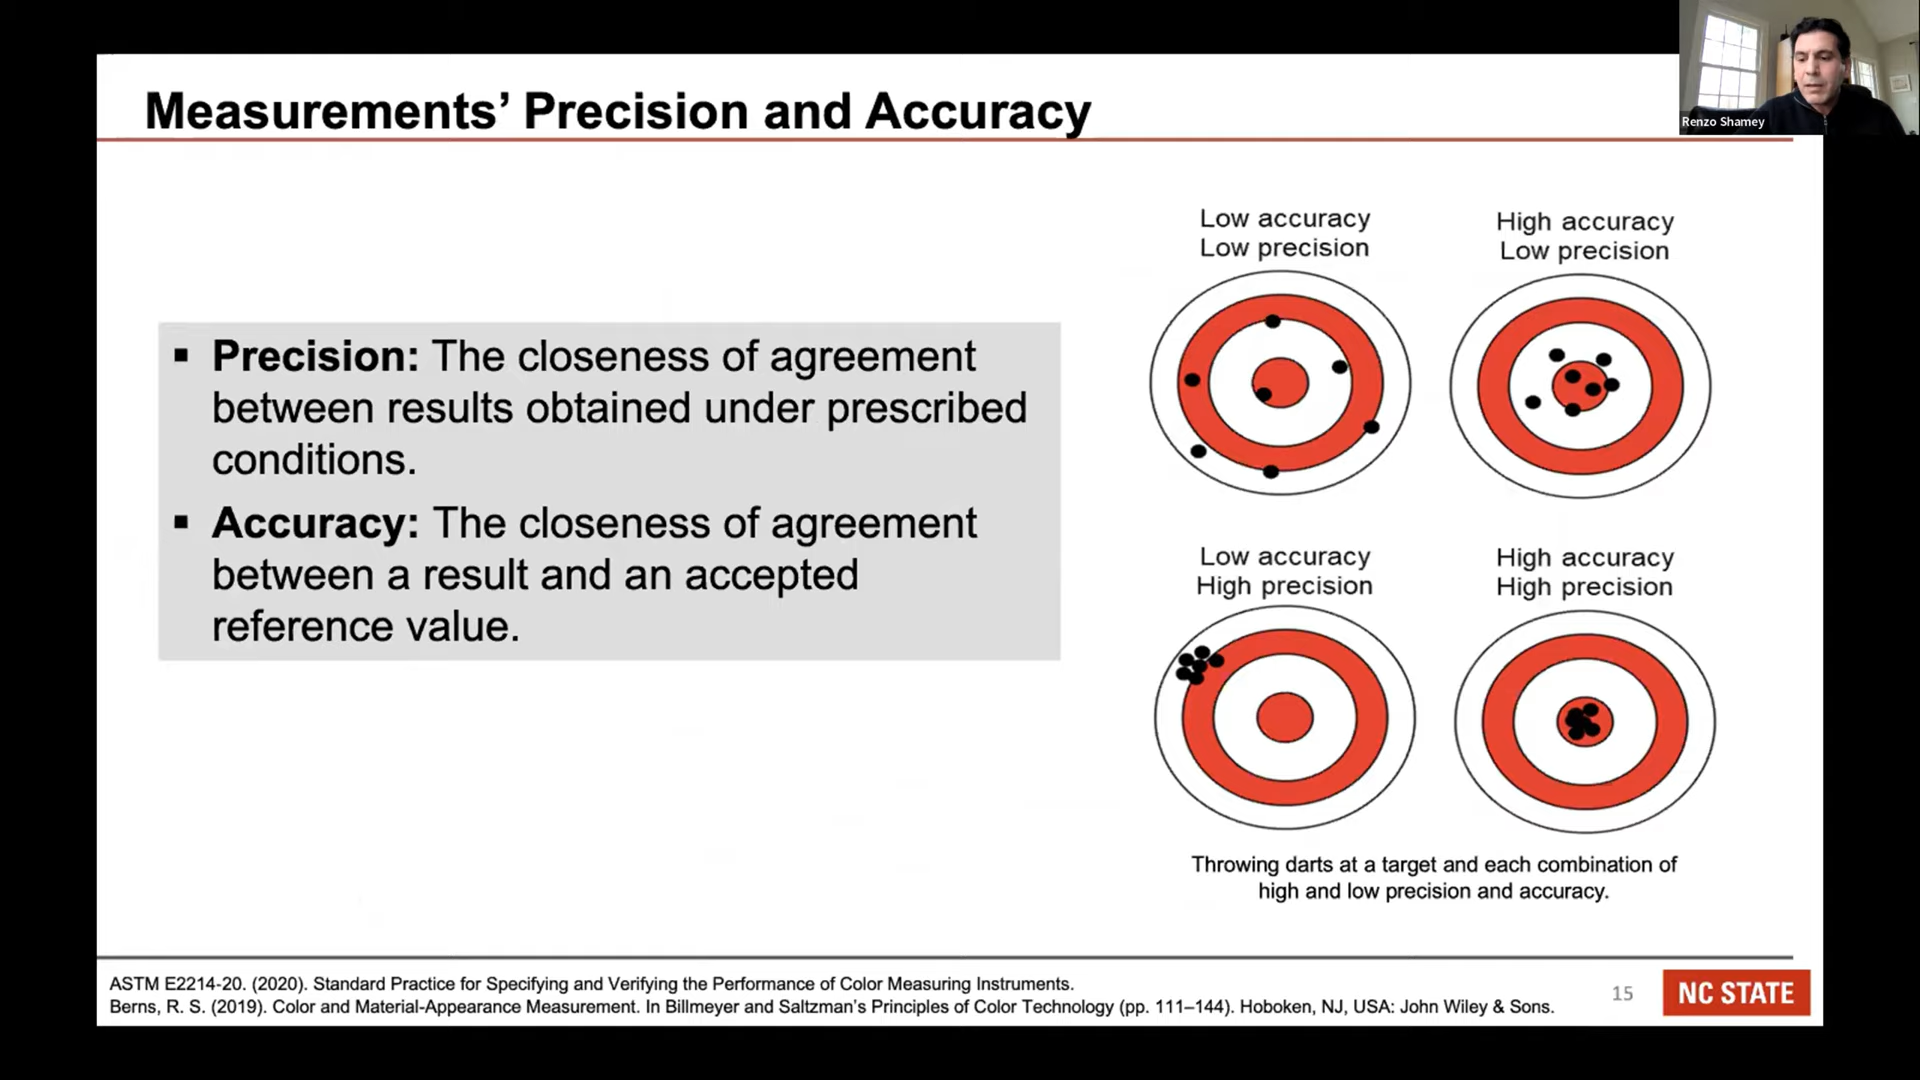 Measurements’ Precision and Accuracy
Renzo Shamey
▪ Precision: The closeness of agreement
between results obtained under prescribed
conditions.
▪ Accuracy: The closeness of agreement
between a result and an accepted
reference value.
Low accuracy
Low precision
High accuracy
Low precision
Low accuracy
High precision
High accuracy
High precision
Throwing darts at a target and each combination of
high and low precision and accuracy.
ASTM E2214-20. (2020). Standard Practice for Specifying and Verifying the Performance of Color Measuring Instruments.
Berns, R. S. (2019). Color and Material-Appearance Measurement. In Billmeyer and Saltzman’s Principles of Color Technology (pp. 111–144). Hoboken, NJ, USA: John Wiley & Sons.
15
NC STATE